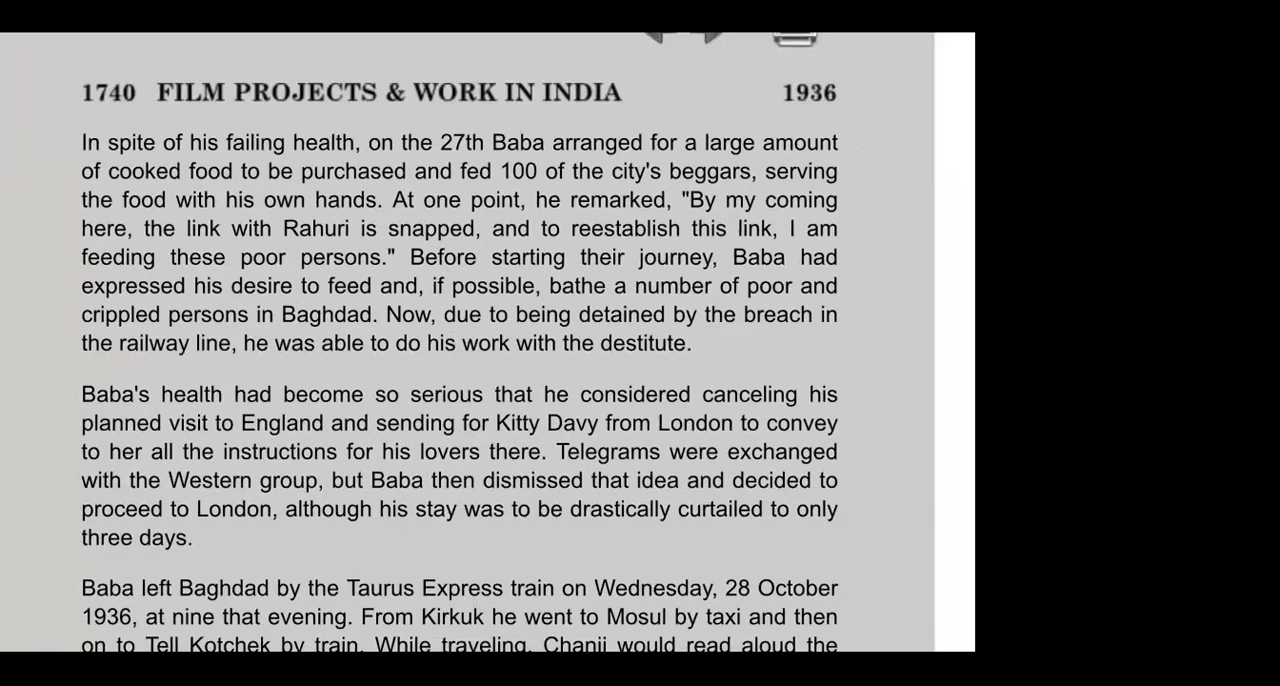 1740 FILM PROJECTS & WORK IN INDIA 1936
In spite of his failing health, on the 27th Baba arranged for a large amount
of cooked food to be purchased and fed 100 of the city's beggars, serving
the food with his own hands. At one point, he remarked, "By my coming
here, the link with Rahuri is snapped, and to reestablish this link, I am
feeding these poor persons." Before starting their journey, Baba had
expressed his desire to feed and, if possible, bathe a number of poor and
crippled persons in Baghdad. Now, due to being detained by the breach in
the railway line, he was able to do his work with the destitute.
Baba's health had become so serious that he considered canceling his
planned visit to England and sending for Kitty Davy from London to convey
to her all the instructions for his lovers there. Telegrams were exchanged
with the Western group, but Baba then dismissed that idea and decided to
proceed to London, although his stay was to be drastically curtailed to only
three days.
Baba left Baghdad by the Taurus Express train on Wednesday, 28 October
1936, at nine that evening. From Kirkuk he went to Mosul by taxi and then
on to Tell Kotchek by train. While traveling, Chanji would read aloud the